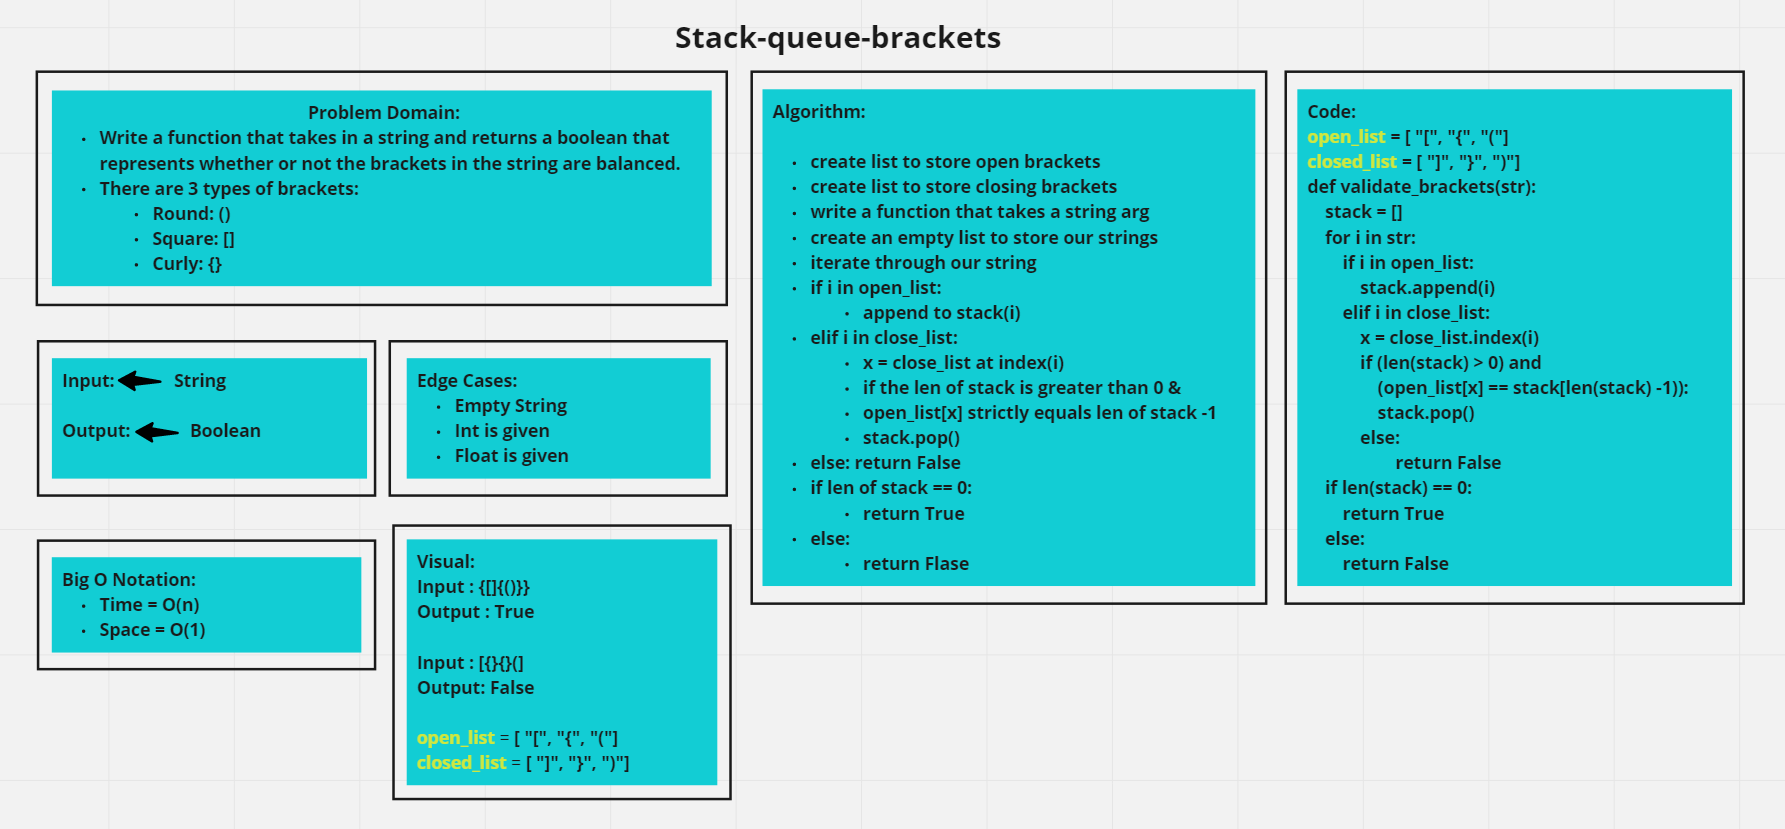 Stack-queue-brackets
Problem Domain:
• Write a function that takes in a string and returns a boolean that
represents whether or not the brackets in the string are balanced.
• There are 3 types of brackets:
• Round: ()
• Square: []
• Curly: {}
Input: String
Output: Boolean
Edge Cases:
• Empty String
• Int is given
• Float is given
Big O Notation:
• Time = O(n)
• Space = O(1)
Visual:
Input : {[]{()}}
Output : True
Input : [{}{}(]
Output: False
open_list = [ "[", "{", "("]
closed_list = [ "]", "}", ")"]
Algorithm:
• create list to store open brackets
• create list to store closing brackets
• write a function that takes a string arg
• create an empty list to store our strings
• iterate through our string
• if i in open_list:
• append to stack(i)
• elif i in close_list:
• x = close_list at index(i)
• if the len of stack is greater than 0 &
• open_list[x] strictly equals len of stack -1
• stack.pop()
• else: return False
• if len of stack == 0:
• return True
• else:
• return Flase
Code:
open_list = [ "[", "{", "("]
closed_list = [ "]", "}", ")"]
def validate_brackets(str):
stack = []
for i in str:
if i in open_list:
stack.append(i)
elif i in close_list:
x = close_list.index(i)
if (len(stack) > 0) and
(open_list[x] == stack[len(stack) -1)):
stack.pop()
else:
return False
if len(stack) == 0:
return True
else:
return False